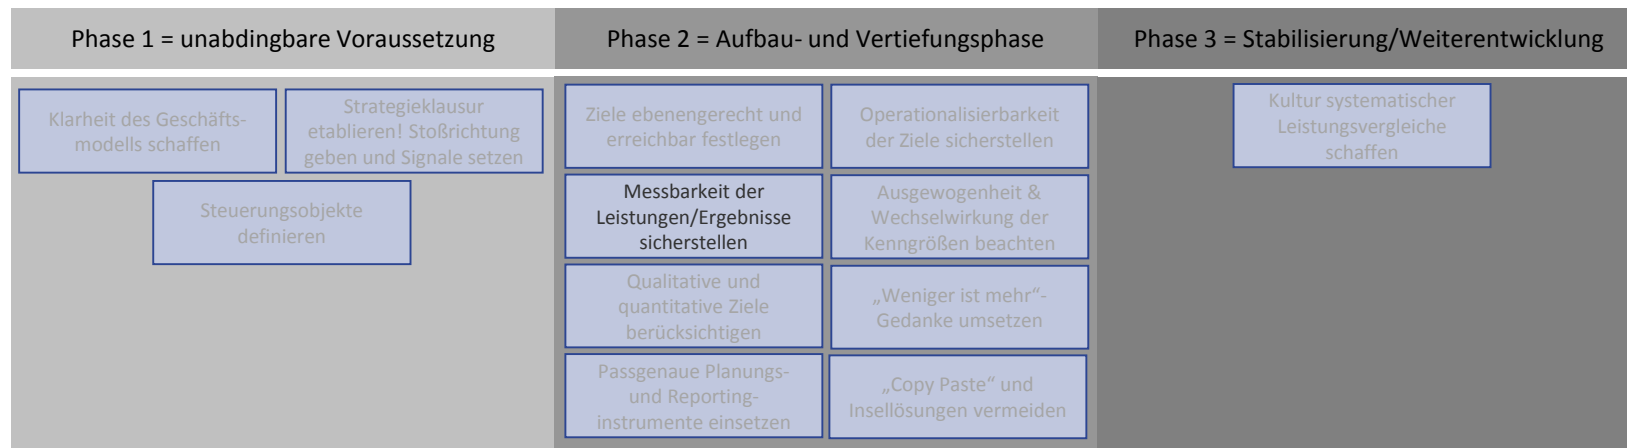 Phase 1 = unabdingbare Voraussetzung
Phase 2 = Aufbau- und Vertiefungsphase
Phase 3 = Stabilisierung/Weiterentwicklung
Klarheit des Geschäfts-
modells schaffen
Strategieklausur
etablieren! Stoßrichtung
geben und Signale setzen
Steuerungsobjekte
definieren
Ziele ebenengerecht und
erreichbar festlegen
Operationalisierbarkeit
der Ziele sicherstellen
Messbarkeit der
Leistungen/Ergebnisse
sicherstellen
Ausgewogenheit &
Wechselwirkung der
Kenngrößen beachten
Qualitative und
quantitative Ziele
berücksichtigen
„Weniger ist mehr“-
Gedanke umsetzen
Passgenaue Planungs-
und Reporting-
instrumente einsetzen
„Copy Paste“ und
Insellösungen vermeiden
Kultur systematischer
Leistungsvergleiche
schaffen